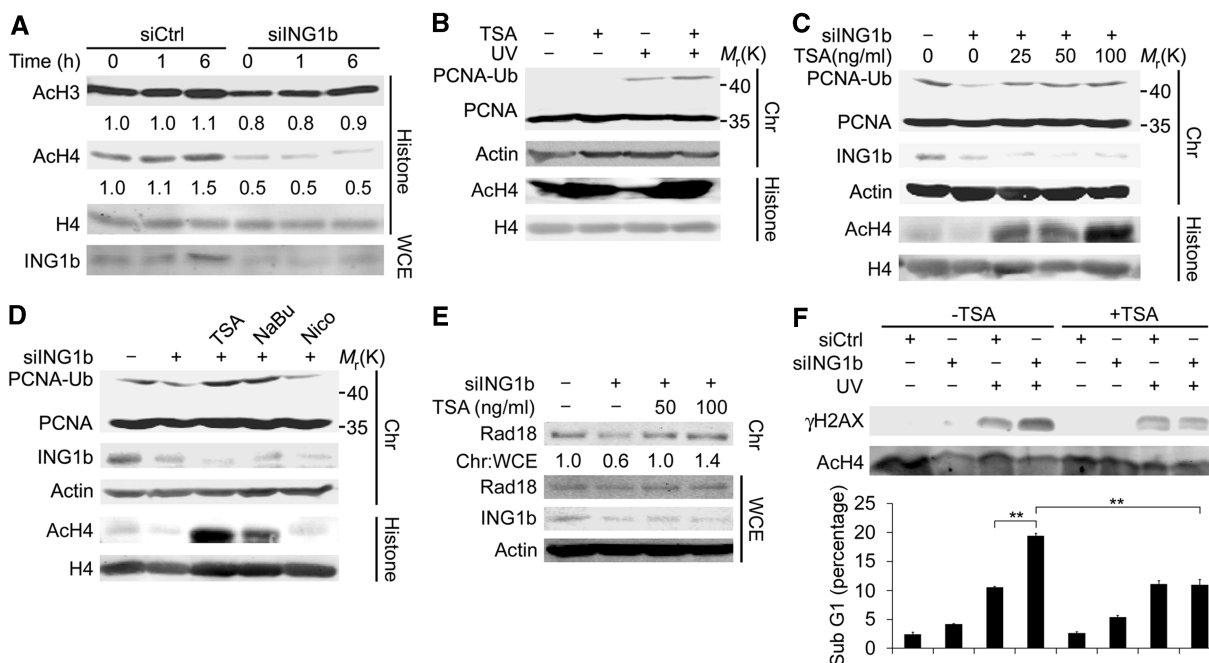 A
siCtrl siING1b
Time (h) 0 1 6 0 1 6
AcH3
1.0 1.0 1.1 0.8 0.8 0.9
AcH4
1.0 1.1 1.5 0.5 0.5 0.5
H4
ING1b
Histone
WCE
B
TSA – + – +
UV – – + + Mr(K)
PCNA-Ub
-40
PCNA
-35
Actin
AcH4
H4
Chr
Histone
C
siING1b – + + + +
TSA(ng/ml) 0 0 25 50 100 Mr(K)
PCNA-Ub
-40
PCNA
-35
ING1b
Actin
AcH4
H4
Chr
Histone
D
TSA NaBu Nico
siING1b – + + + + Mr(K)
PCNA-Ub
-40
PCNA
-35
ING1b
Actin
AcH4
H4
Chr
Histone
E
siING1b – + + +
TSA (ng/ml) – – 50 100
Rad18
Chr:WCE 1.0 0.6 1.0 1.4
Rad18
ING1b
Actin
Chr
WCE
F
-TSA +TSA
siCtrl + – + – + – + –
siING1b – + – + – + – +
UV – – + + – – + +
γH2AX
AcH4
Sub G1 (percentage)
25
20
15
10
5
0
** **